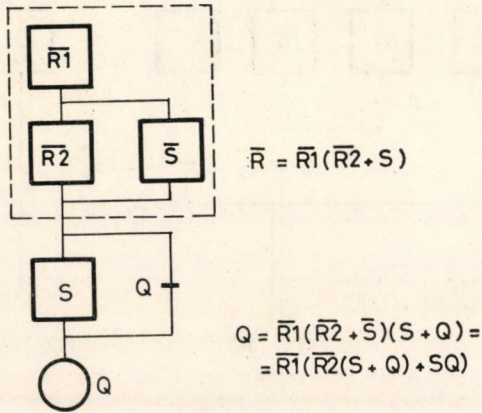 R̅1̅
R̅2̅ S̅
R̅ = R̅1̅(R̅2̅+S)
S Q
Q = R̅1̅(R̅2̅+S̅)(S+Q) =
= R̅1̅(R̅2̅(S+Q)+SQ)
Q